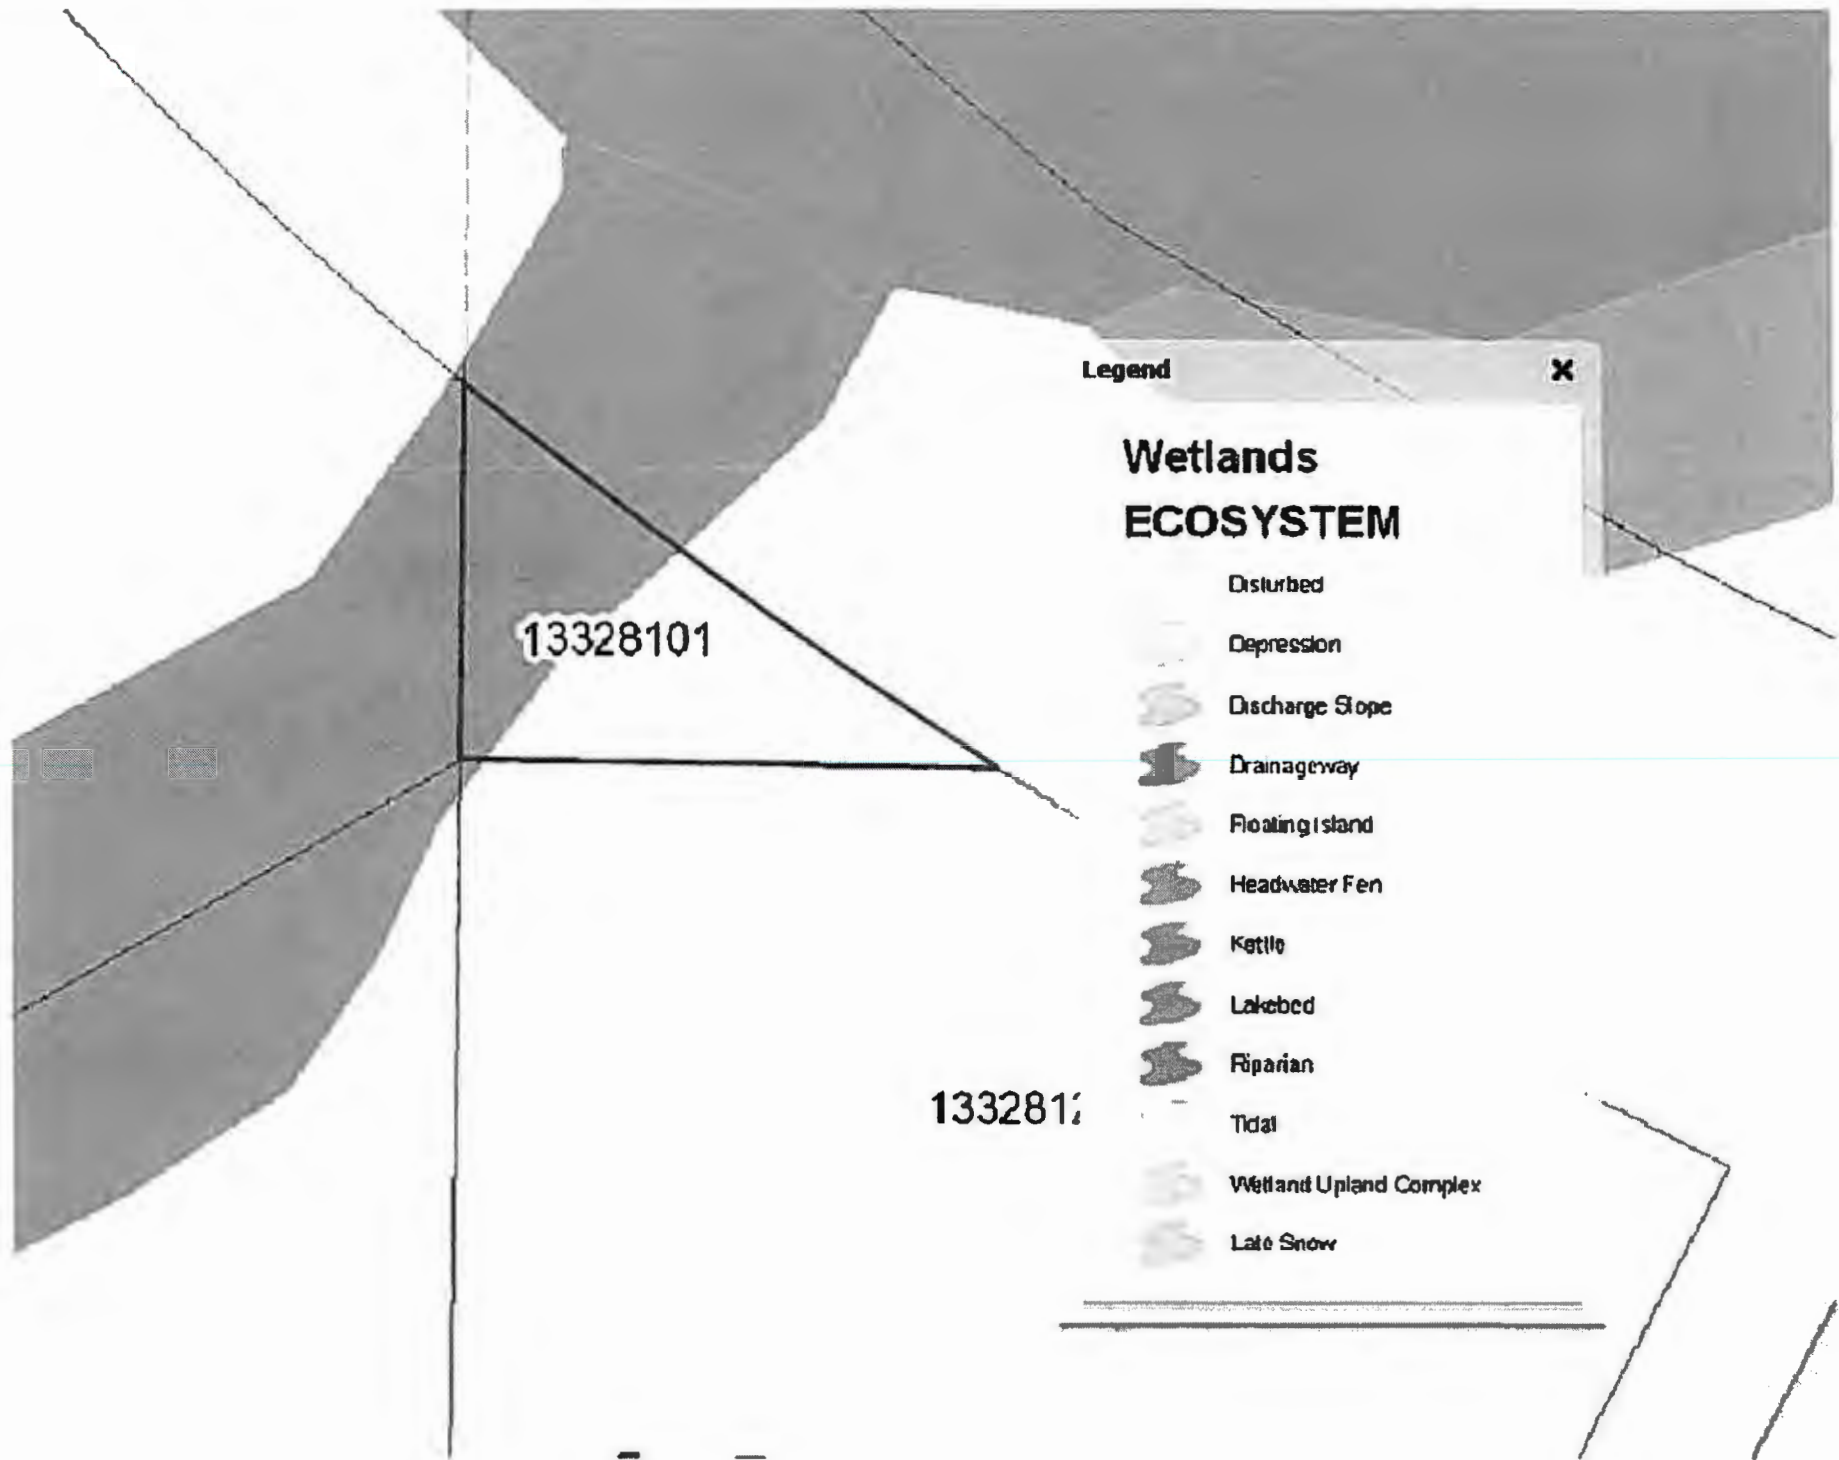 Legend
Wetlands
ECOSYSTEM
Disturbed
Depression
Discharge Slope
Drainageway
Floating Island
Headwater Fen
Kettle
Lakebed
Riparian
Tidal
Wetland Upland Complex
Late Snow
13328101
1332812